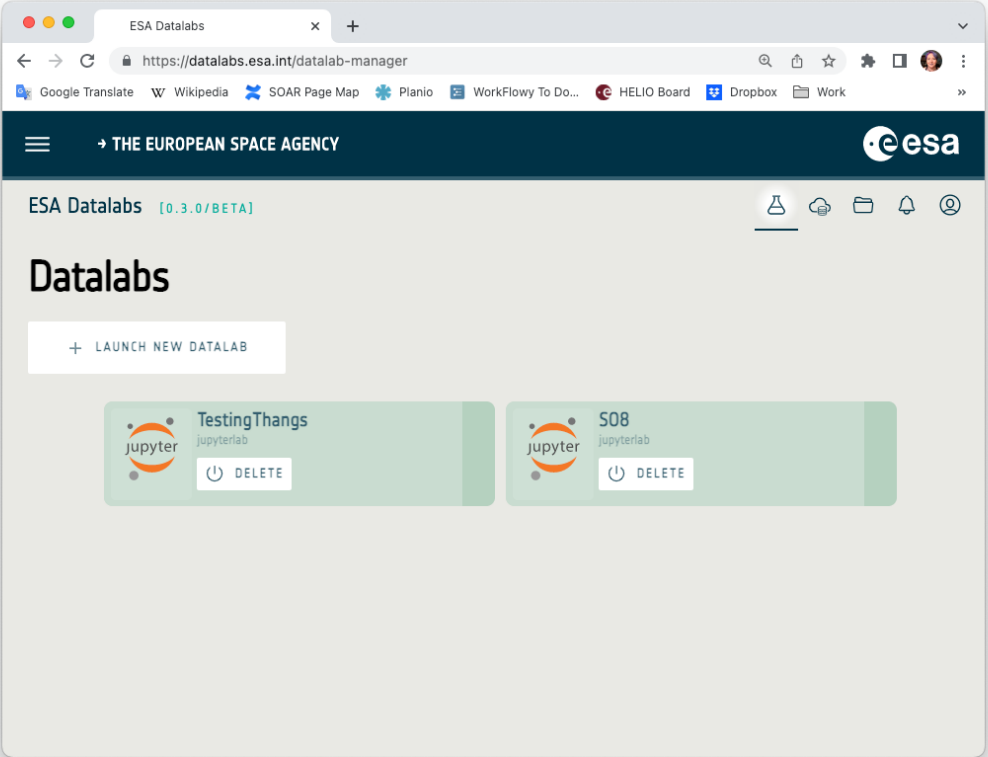 ESA Datalabs
https://datalabs.esa.int/datalab-manager
Google Translate W Wikipedia SOAR Page Map Planio WorkFlowy To Do... HELIO Board Dropbox Work »
→ THE EUROPEAN SPACE AGENCY
esa
ESA Datalabs [0.3.0/BETA]
Datalabs
+ LAUNCH NEW DATALAB
jupyter
TestingThangs
jupyterlab
DELETE
jupyter
SO8
jupyterlab
DELETE